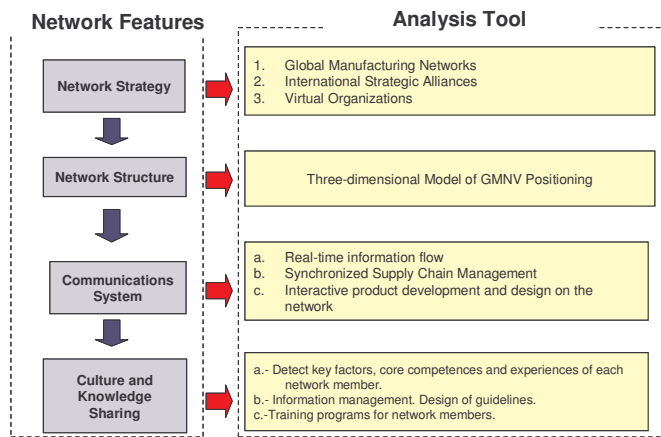 Network Features
Analysis Tool
Network Strategy
1. Global Manufacturing Networks
2. International Strategic Alliances
3. Virtual Organizations
Network Structure
Three-dimensional Model of GMNV Positioning
Communications
System
a. Real-time information flow
b. Synchronized Supply Chain Management
c. Interactive product development and design on the
network
Culture and
Knowledge
Sharing
a.- Detect key factors, core competences and experiences of each
network member.
b.- Information management. Design of guidelines.
c.-Training programs for network members.